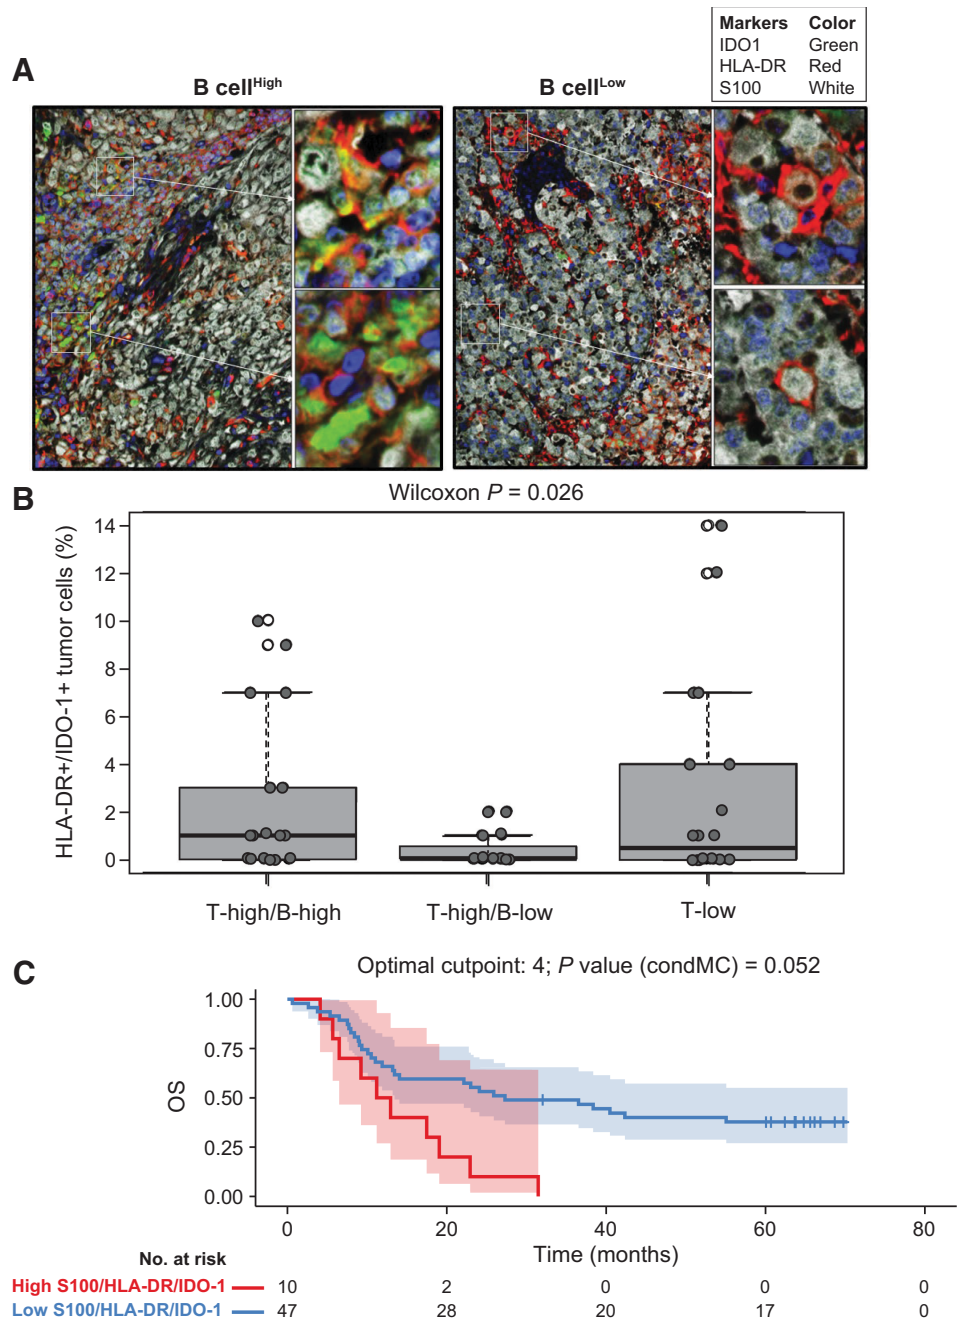 Markers Color
IDO1 Green
HLA-DR Red
S100 White
A
B cellHigh
B cellLow
B
Wilcoxon P = 0.026
HLA-DR+/IDO-1+ tumor cells (%)
14
12
10
8
6
4
2
0
T-high/B-high T-high/B-low T-low
C
Optimal cutpoint: 4; P value (condMC) = 0.052
OS
1.00
0.75
0.50
0.25
0.00
0 20 40 60 80
Time (months)
No. at risk
High S100/HLA-DR/IDO-1 10 2 0 0 0
Low S100/HLA-DR/IDO-1 47 28 20 17 0